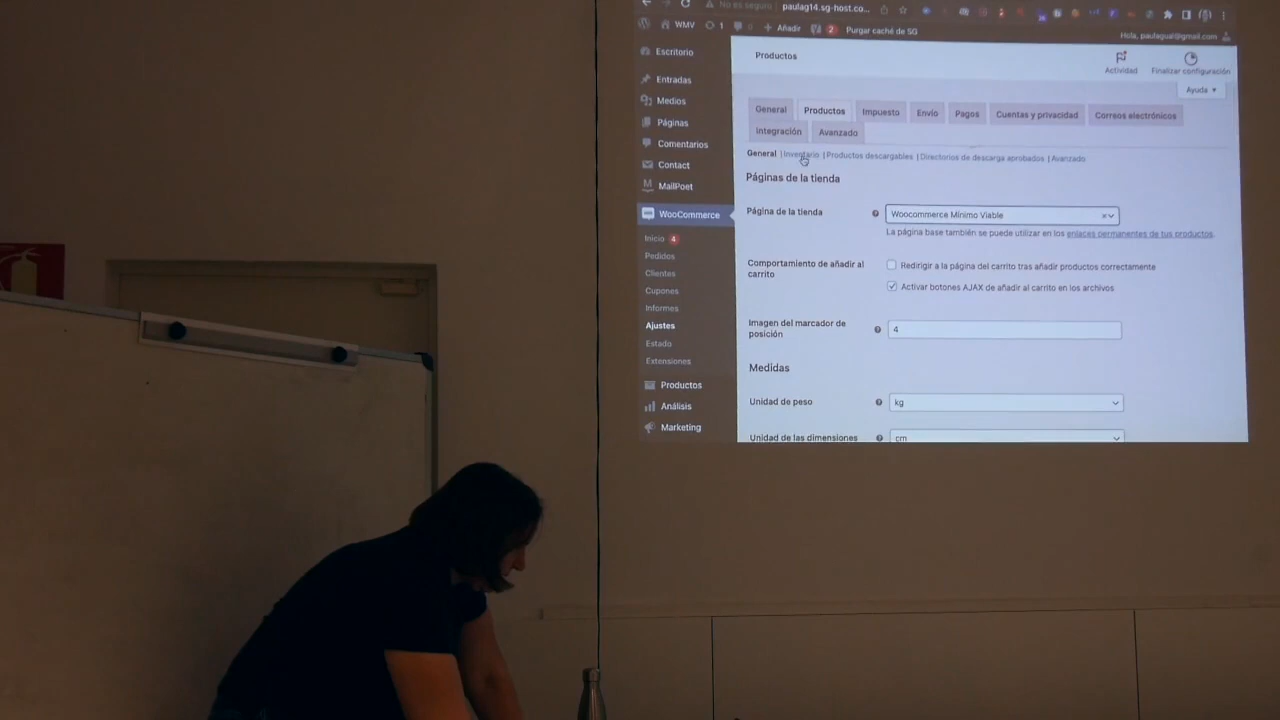 No es seguro
paulag14.sg-host.co...
WMV
1
0
Añadir
2
Purgar caché de SG
Hola, paulagual@gmail.com
Escritorio
Entradas
Medios
Páginas
Comentarios
Contact
MailPoet
WooCommerce
Inicio 4
Pedidos
Clientes
Cupones
Informes
Ajustes
Estado
Extensiones
Productos
Análisis
Marketing
Productos
Actividad
Finalizar configuración
Ayuda
General Productos Impuesto Envío Pagos Cuentas y privacidad Correos electrónicos
Integración Avanzado
General | Inventario | Productos descargables | Directorios de descarga aprobados | Avanzado
Páginas de la tienda
Página de la tienda
Woocommerce Mínimo Viable
La página base también se puede utilizar en los enlaces permanentes de tus productos.
Comportamiento de añadir al
carrito
Redirigir a la página del carrito tras añadir productos correctamente
Activar botones AJAX de añadir al carrito en los archivos
Imagen del marcador de
posición
4
Medidas
Unidad de peso
kg
Unidad de las dimensiones
cm